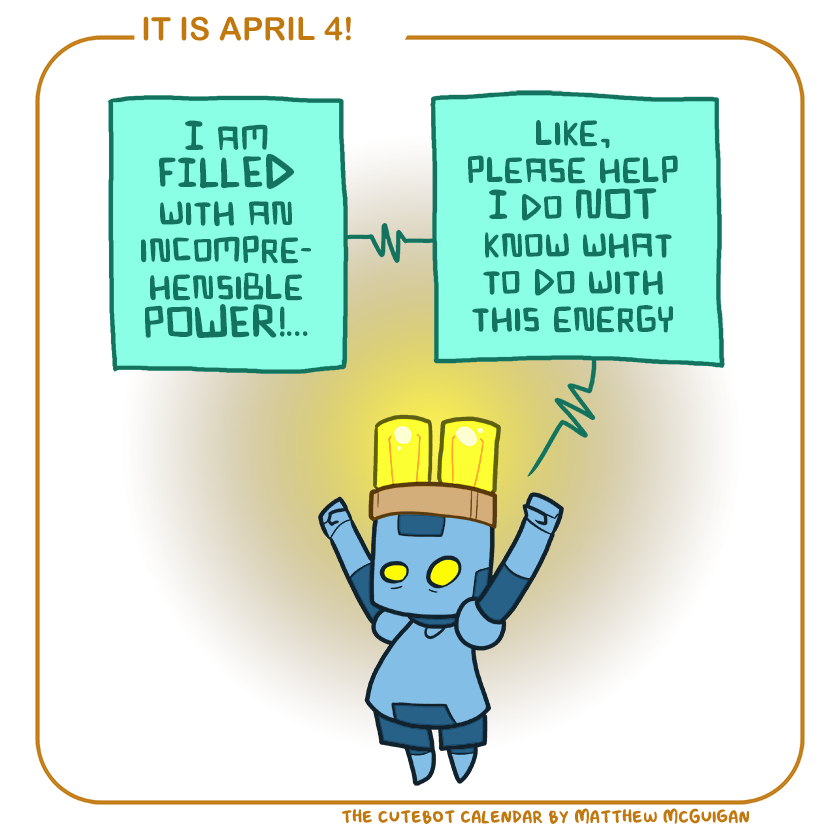 IT IS APRIL 4!
I AM
FILLED
WITH AN
INCOMPRE-
HENSIBLE
POWER!...
LIKE,
PLEASE HELP
I DO NOT
KNOW WHAT
TO DO WITH
THIS ENERGY
THE CUTEBOT CALENDAR BY MATTHEW MCGUIGAN